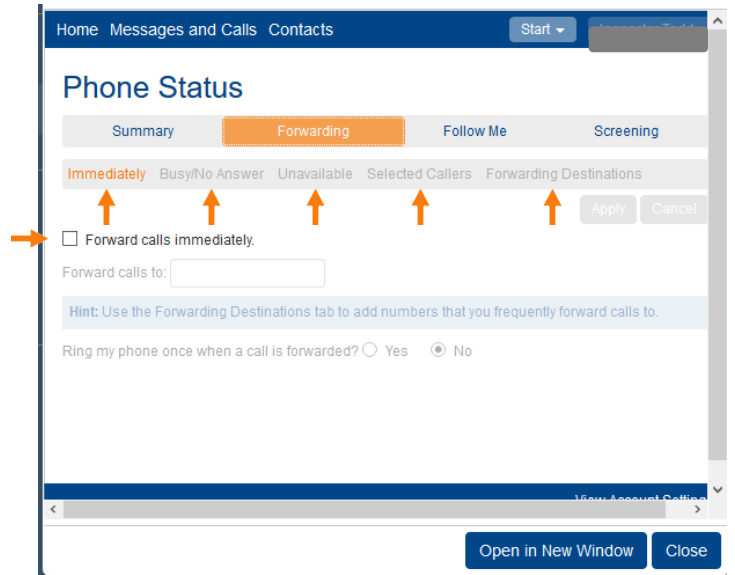 Home Messages and Calls Contacts Start
Phone Status
Summary Forwarding Follow Me Screening
Immediately Busy/No Answer Unavailable Selected Callers Forwarding Destinations
Apply Cancel
Forward calls immediately.
Forward calls to:
Hint: Use the Forwarding Destinations tab to add numbers that you frequently forward calls to.
Ring my phone once when a call is forwarded? Yes No
View Account Setting
Open in New Window Close